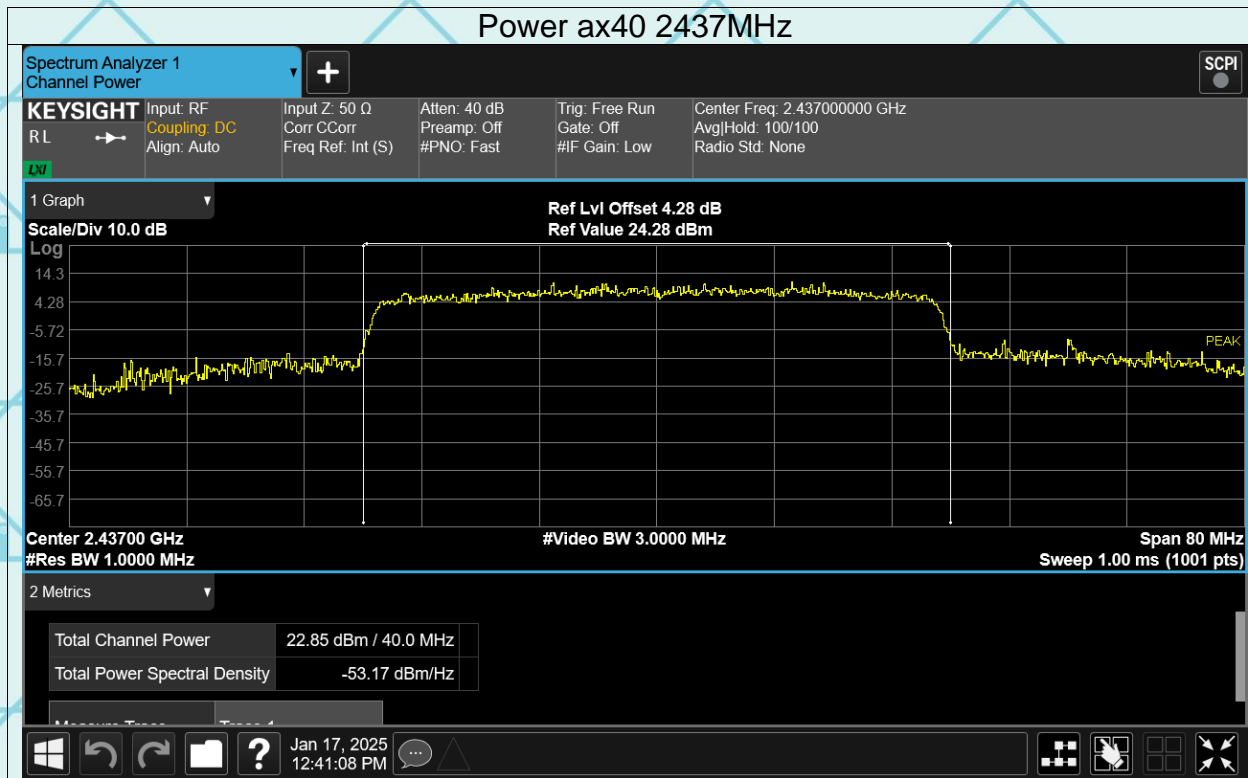 Power ax40 2437MHz
Spectrum Analyzer 1
Channel Power
SCPI
KEYSIGHT
R L
LXI
Input: RF
Coupling: DC
Align: Auto
Input Z: 50 Ω
Corr CCorr
Freq Ref: Int (S)
Atten: 40 dB
Preamp: Off
#PNO: Fast
Trig: Free Run
Gate: Off
#IF Gain: Low
Center Freq: 2.437000000 GHz
Avg|Hold: 100/100
Radio Std: None
1 Graph
Scale/Div 10.0 dB
Ref Lvl Offset 4.28 dB
Ref Value 24.28 dBm
Log
14.3
4.28
-5.72
-15.7
-25.7
-35.7
-45.7
-55.7
-65.7
PEAK
Center 2.43700 GHz
#Video BW 3.0000 MHz
Span 80 MHz
#Res BW 1.0000 MHz
Sweep 1.00 ms (1001 pts)
2 Metrics
Total Channel Power 22.85 dBm / 40.0 MHz
Total Power Spectral Density -53.17 dBm/Hz
Measure Trace Trace 1
?
Jan 17, 2025
12:41:08 PM